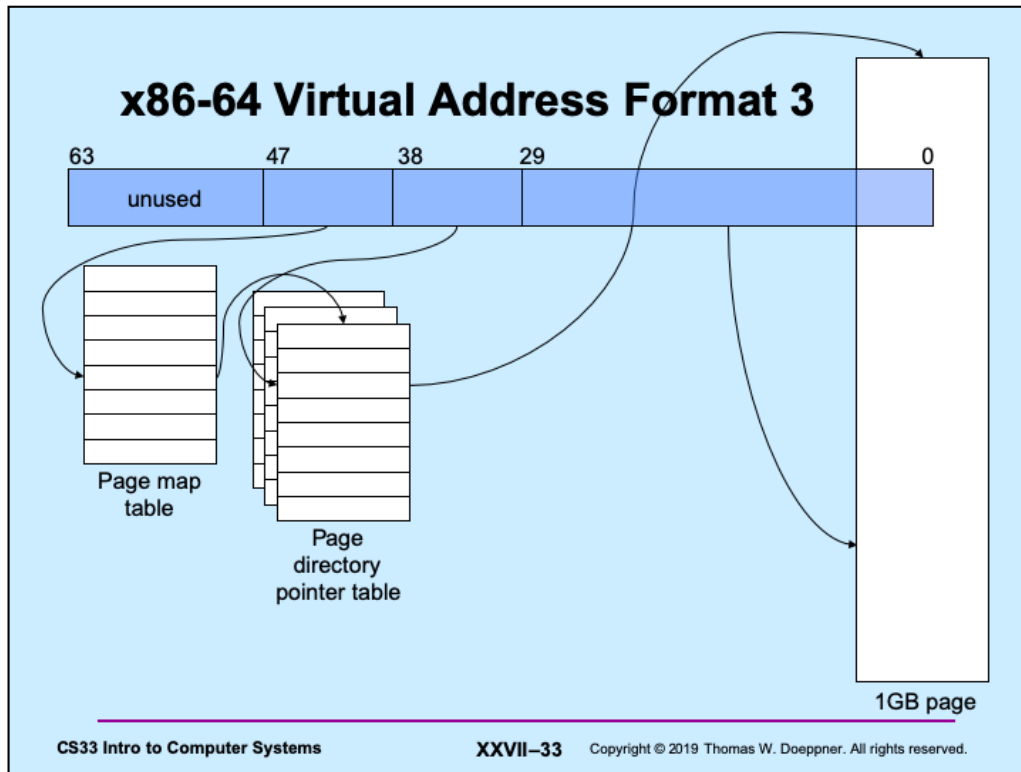 x86-64 Virtual Address Format 3
63 47 38 29 0
unused
Page map
table
Page
directory
pointer table
1GB page
CS33 Intro to Computer Systems XXVII–33 Copyright © 2019 Thomas W. Doeppner. All rights reserved.